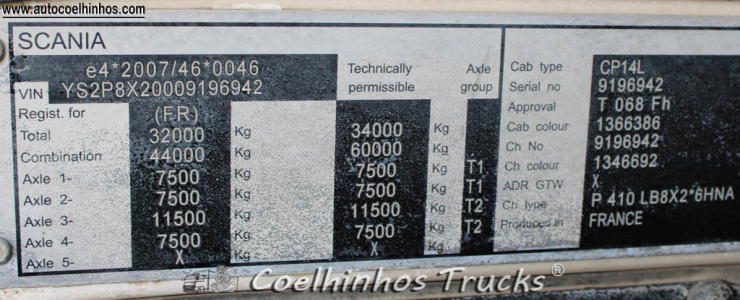 www.autocoelhinhos.com
SCANIA
e4*2007/46*0046
VIN YS2P8X20009196942 Technically permissible Axle group
Regist. for (F.R)
Total 32000 Kg 34000 Kg
Combination 44000 Kg 60000 Kg
Axle 1- 7500 Kg 7500 Kg T1
Axle 2- 7500 Kg 7500 Kg T1
Axle 3- 11500 Kg 11500 Kg T2
Axle 4- 7500 Kg 7500 Kg T2
Axle 5- X Kg X Kg
Cab type CP14L
Serial no 9196942
Approval T 068 Fh
Cab colour 1366386
Ch No 9196942
Ch colour 1346692
ADR GTW X
Ch type P 410 LB8X2*6HNA
Produced in FRANCE
Coelhinhos Trucks ®